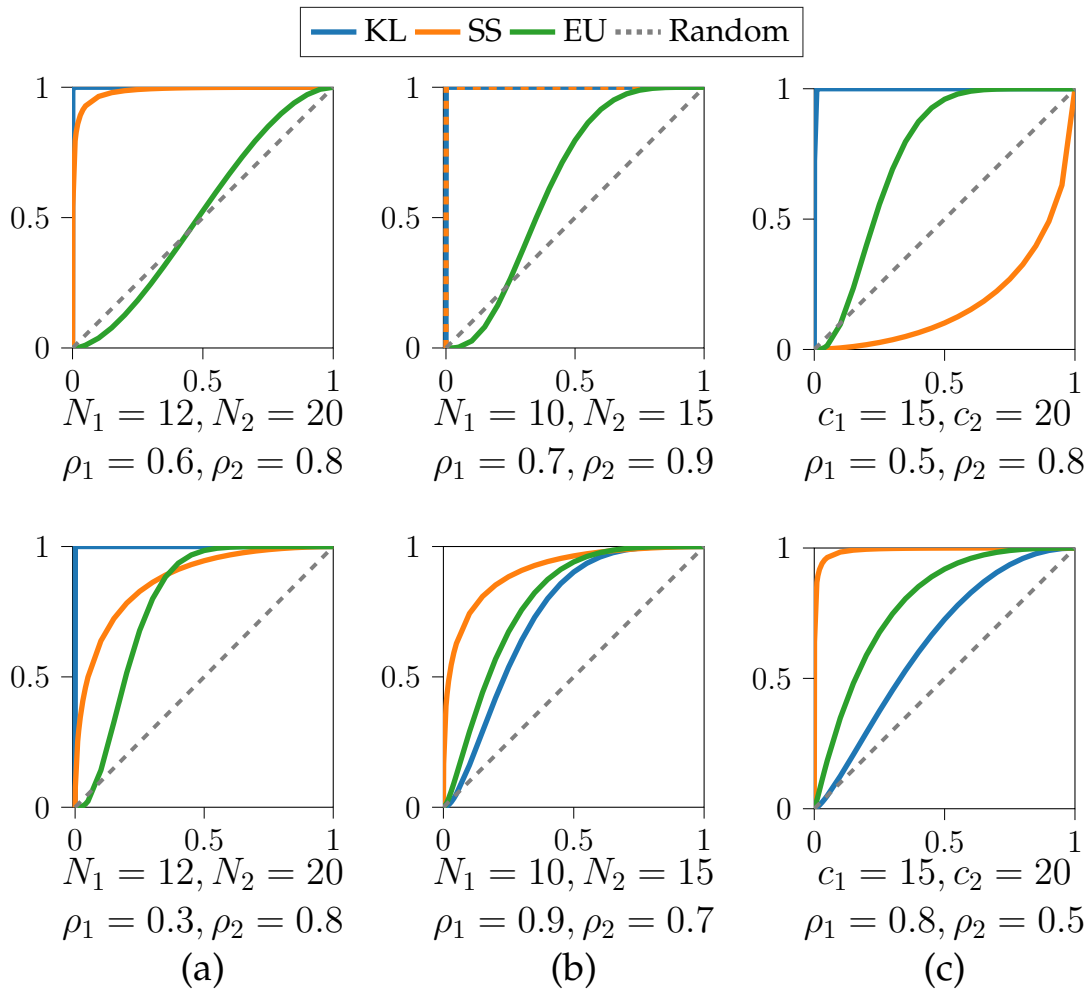 KL SS EU Random
1
0.5
0
0 0.5 1
N₁ = 12, N₂ = 20
ρ₁ = 0.6, ρ₂ = 0.8
1
0.5
0
0 0.5 1
N₁ = 10, N₂ = 15
ρ₁ = 0.7, ρ₂ = 0.9
1
0.5
0
0 0.5 1
c₁ = 15, c₂ = 20
ρ₁ = 0.5, ρ₂ = 0.8
1
0.5
0
0 0.5 1
N₁ = 12, N₂ = 20
ρ₁ = 0.3, ρ₂ = 0.8
(a)
1
0.5
0
0 0.5 1
N₁ = 10, N₂ = 15
ρ₁ = 0.9, ρ₂ = 0.7
(b)
1
0.5
0
0 0.5 1
c₁ = 15, c₂ = 20
ρ₁ = 0.8, ρ₂ = 0.5
(c)